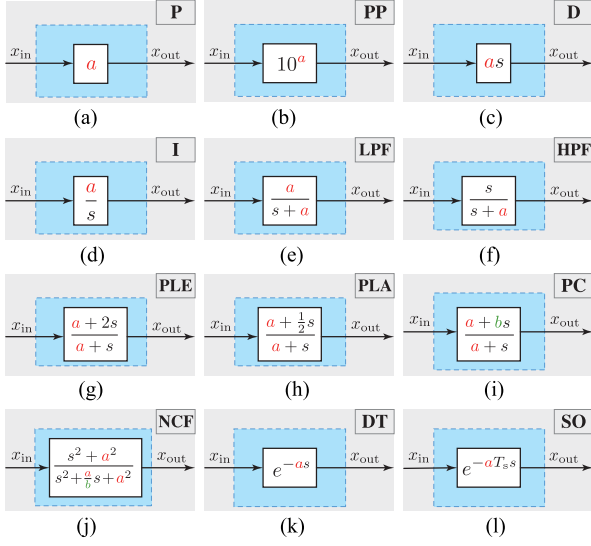 P PP D
x_in a x_out x_in 10^a x_out x_in as x_out
(a) (b) (c)
I LPF HPF
x_in a/s x_out x_in a/(s + a) x_out x_in s/(s + a) x_out
(d) (e) (f)
PLE PLA PC
x_in (a + 2s)/(a + s) x_out x_in (a + ½s)/(a + s) x_out x_in (a + bs)/(a + s) x_out
(g) (h) (i)
NCF DT SO
x_in (s² + a²)/(s² + (a/b)s + a²) x_out x_in e^{−as} x_out x_in e^{−aT_s s} x_out
(j) (k) (l)